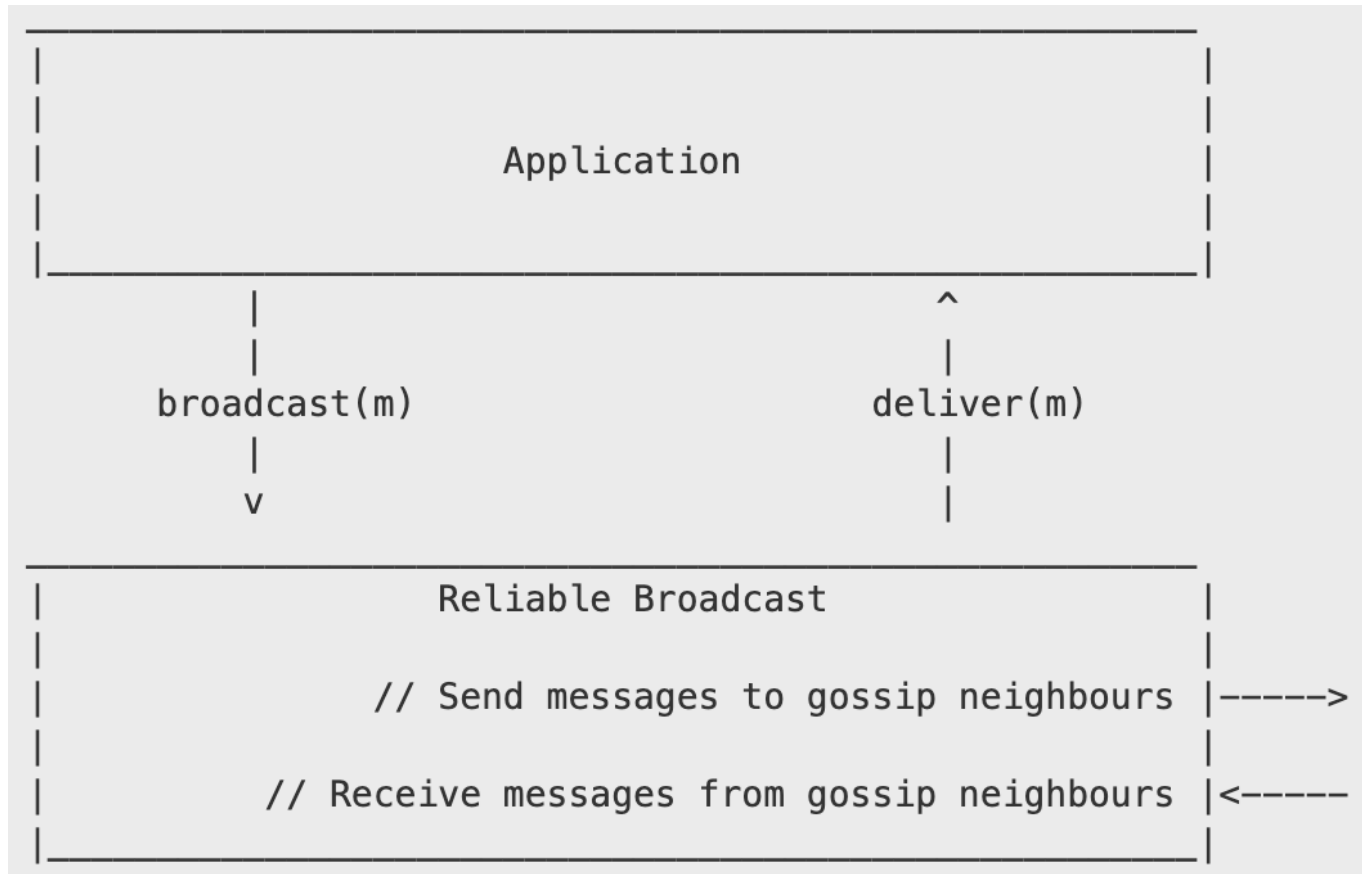 Application
broadcast(m) deliver(m)
Reliable Broadcast
// Send messages to gossip neighbours
// Receive messages from gossip neighbours